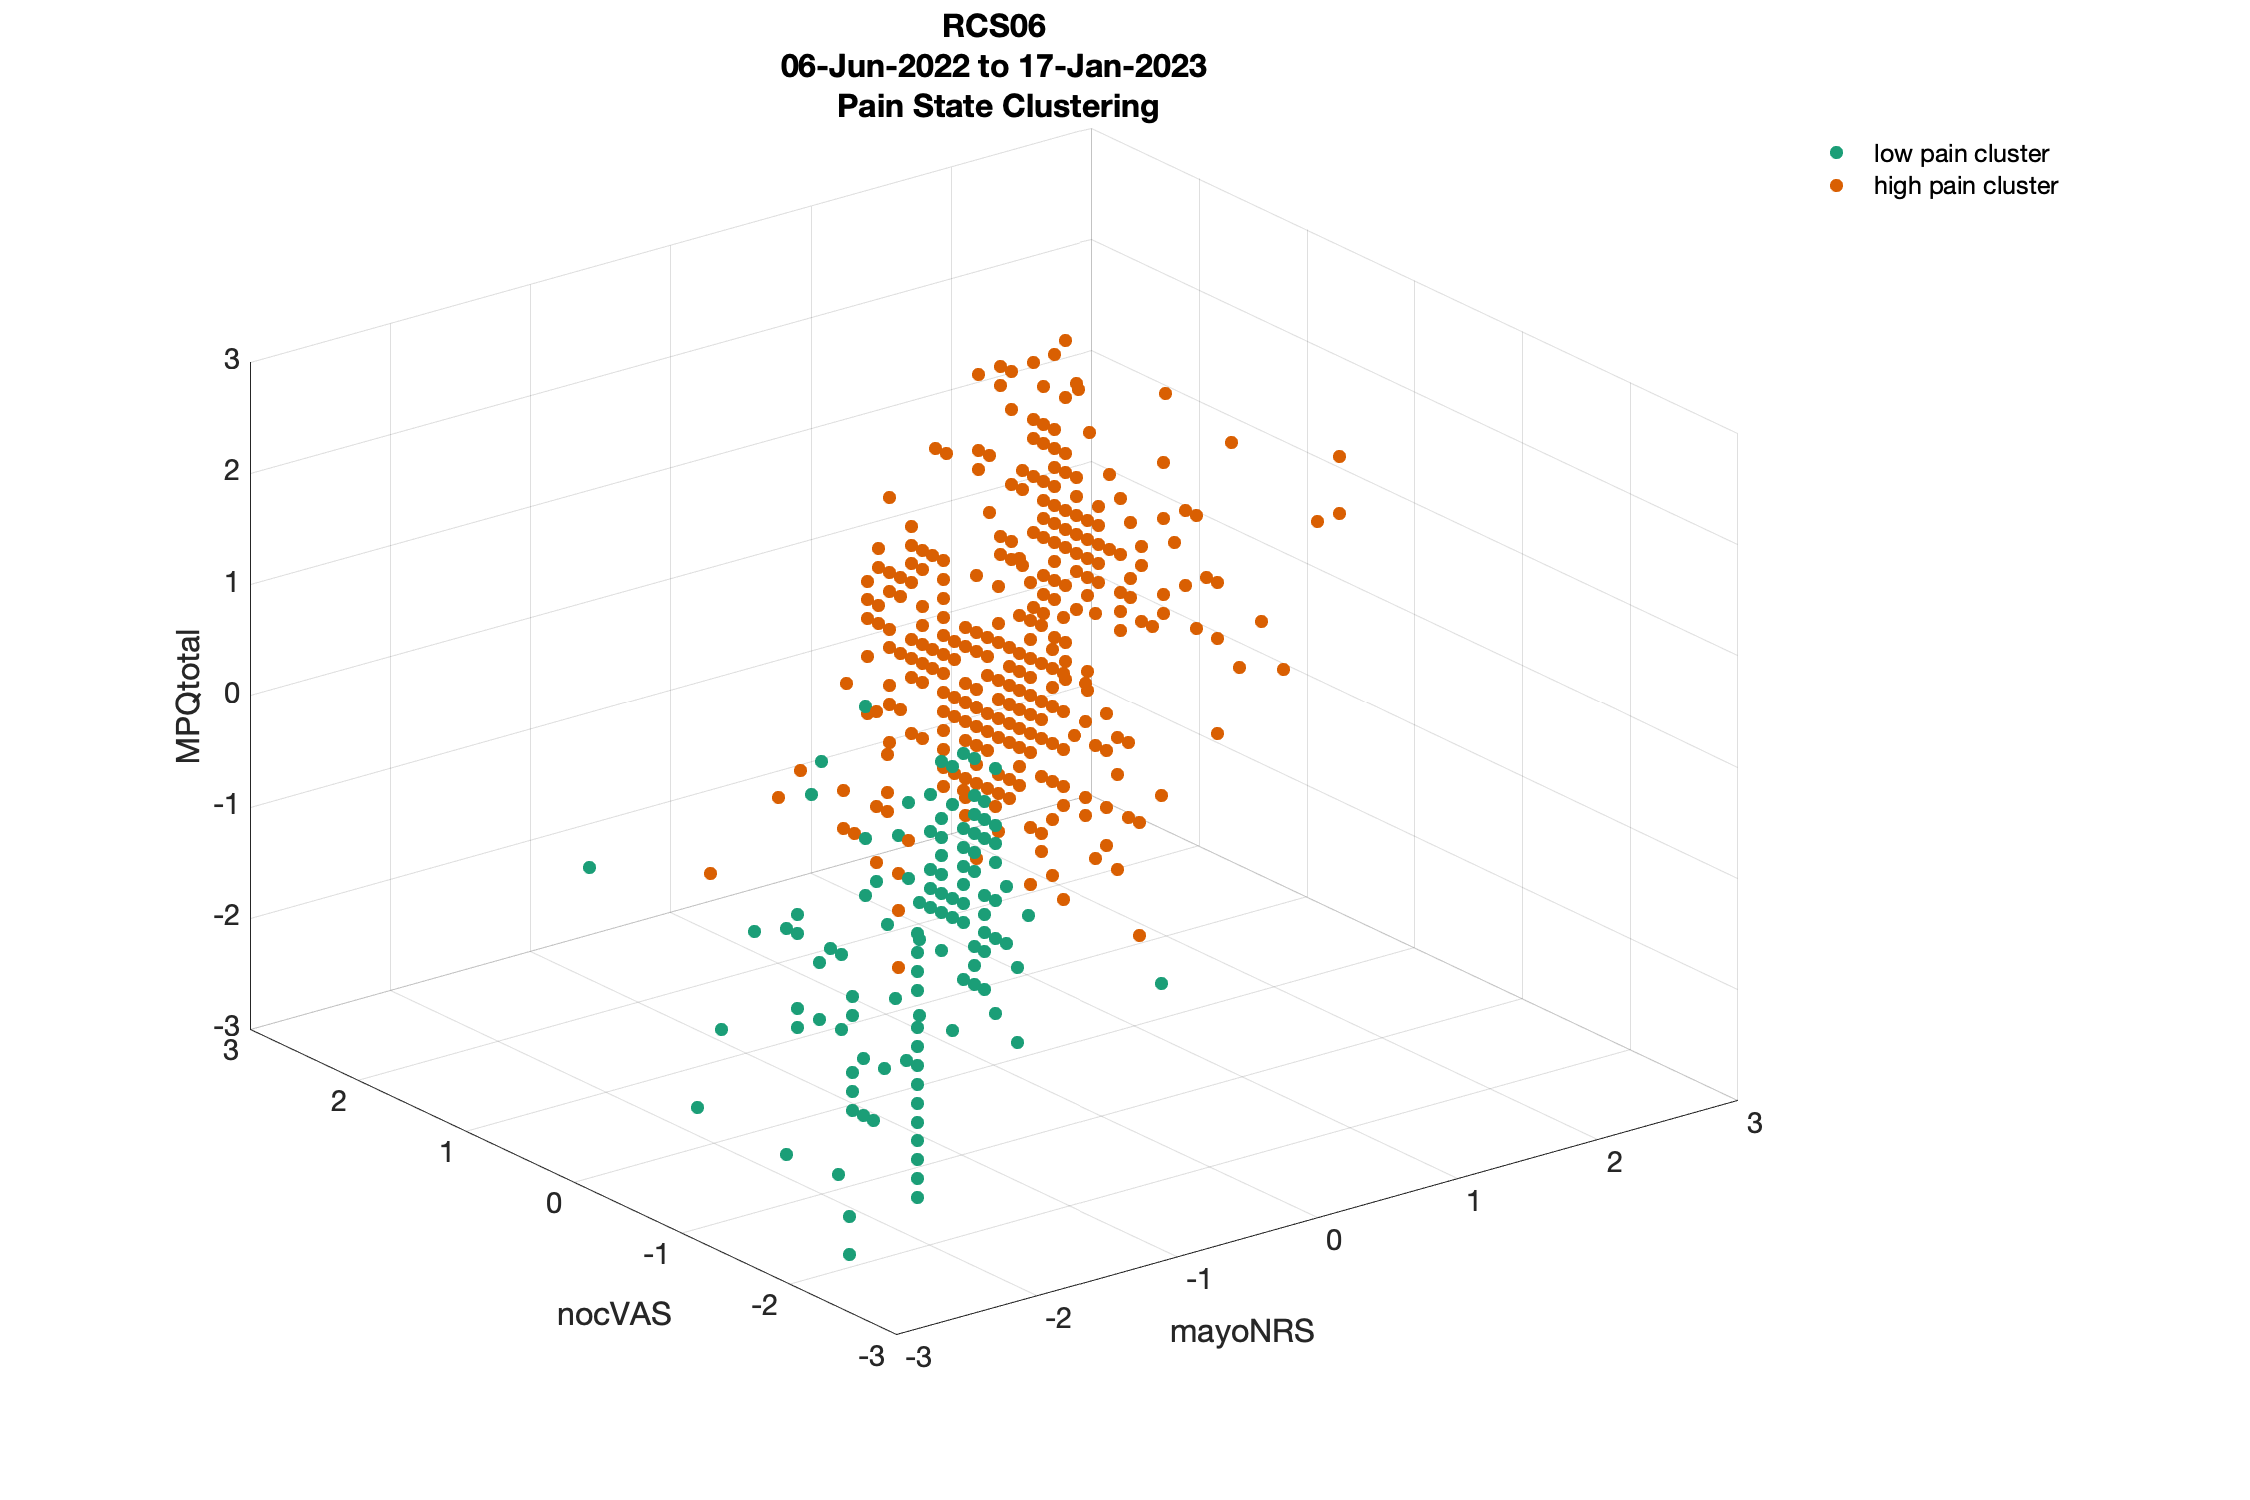 RCS06
06-Jun-2022 to 17-Jan-2023
Pain State Clustering
low pain cluster
high pain cluster
3
2
1
0
-1
-2
-3
MPQtotal
3
2
1
0
-1
-2
-3
nocVAS
-3
-2
-1
0
1
2
3
mayoNRS